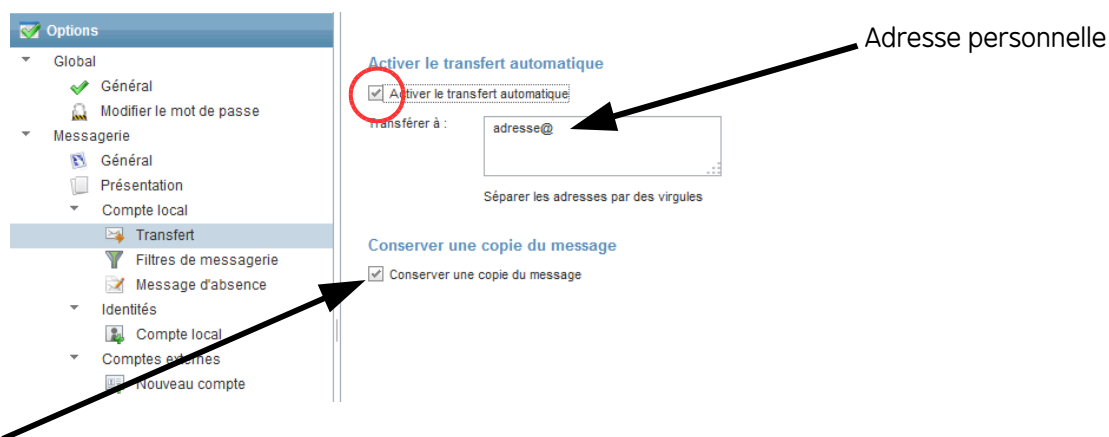 Options
Global
Général
Modifier le mot de passe
Messagerie
Général
Présentation
Compte local
Transfert
Filtres de messagerie
Message d'absence
Identités
Compte local
Comptes externes
Nouveau compte
Adresse personnelle
Activer le transfert automatique
Activer le transfert automatique
Transférer à :
adresse@
Séparer les adresses par des virgules
Conserver une copie du message
Conserver une copie du message